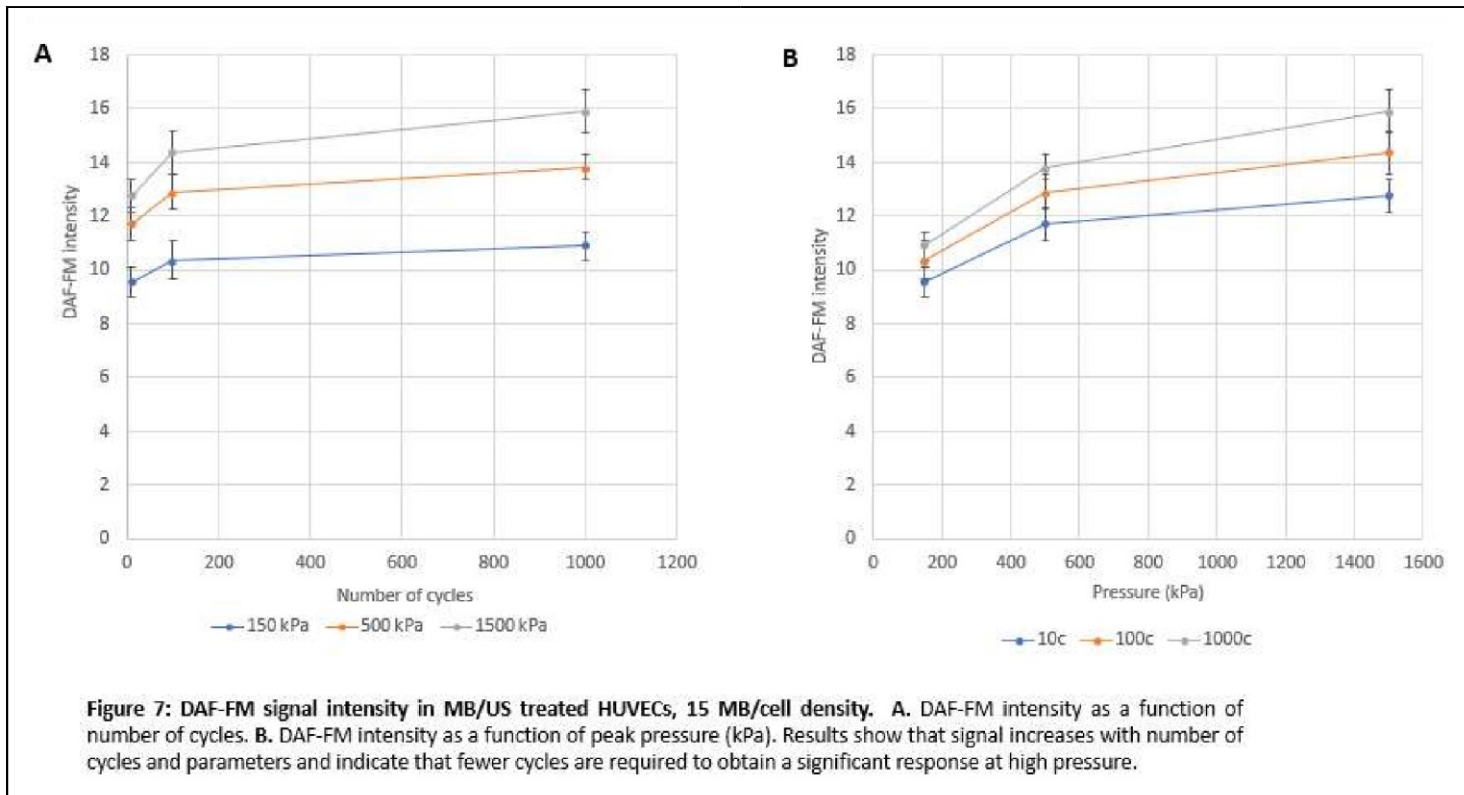 A
18
16
14
12
10
8
6
4
2
0
DAF-FM intensity
0 200 400 600 800 1000 1200
Number of cycles
150 kPa 500 kPa 1500 kPa
B
18
16
14
12
10
8
6
4
2
0
DAF-FM intensity
0 200 400 600 800 1000 1200 1400 1600
Pressure (kPa)
10c 100c 1000c
Figure 7: DAF-FM signal intensity in MB/US treated HUVECs, 15 MB/cell density. A. DAF-FM intensity as a function of
number of cycles. B. DAF-FM intensity as a function of peak pressure (kPa). Results show that signal increases with number of
cycles and parameters and indicate that fewer cycles are required to obtain a significant response at high pressure.